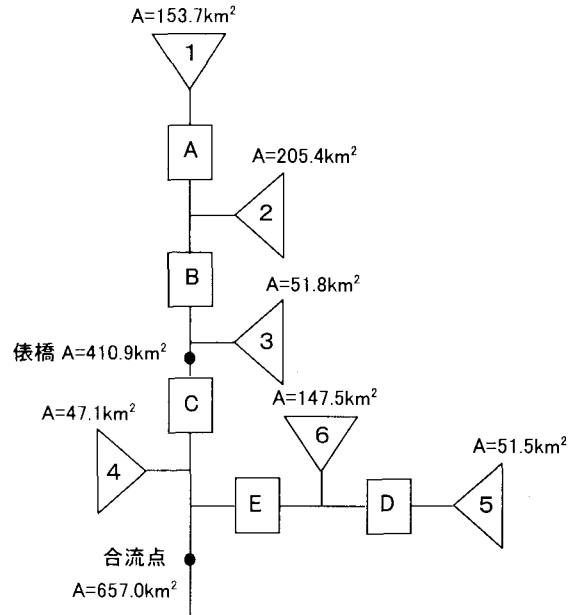 A=153.7km²
1
A
A=205.4km²
2
B
A=51.8km²
3
俵橋 A=410.9km²
C
A=147.5km²
A=47.1km²
6
A=51.5km²
4
E
D
5
合流点
A=657.0km²